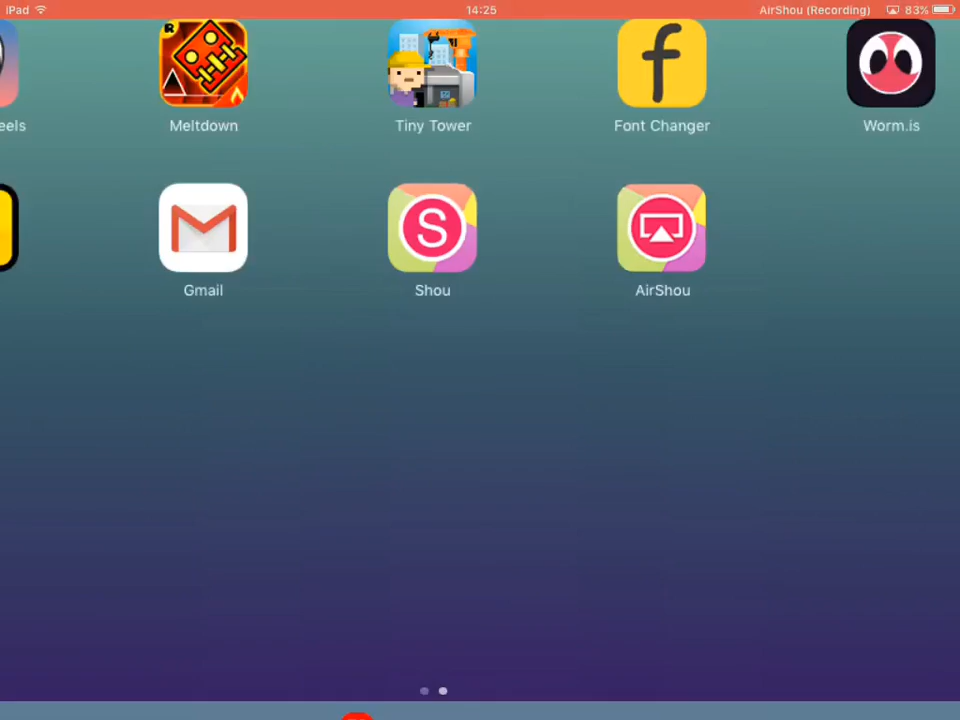 iPad 14:25 AirShou (Recording) 83%
R
f
eels Meltdown Tiny Tower Font Changer Worm.is
S
Gmail Shou AirShou